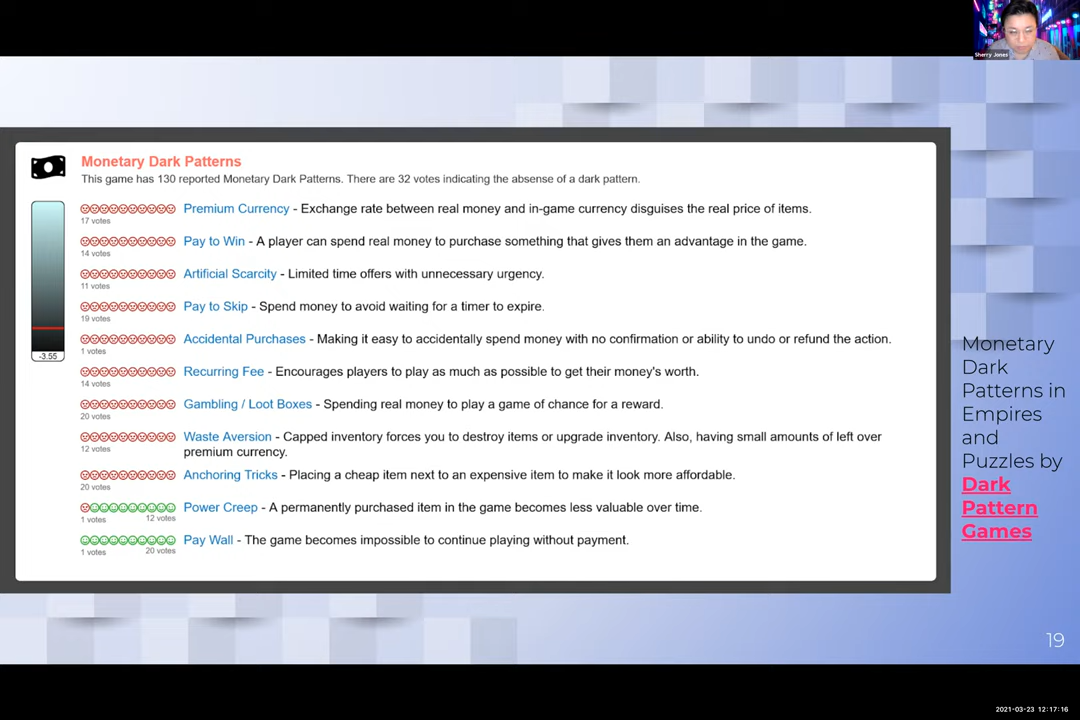 Sherry Jones
Monetary Dark Patterns
This game has 130 reported Monetary Dark Patterns. There are 32 votes indicating the absense of a dark pattern.
Premium Currency - Exchange rate between real money and in-game currency disguises the real price of items.
17 votes
Pay to Win - A player can spend real money to purchase something that gives them an advantage in the game.
14 votes
Artificial Scarcity - Limited time offers with unnecessary urgency.
11 votes
Pay to Skip - Spend money to avoid waiting for a timer to expire.
19 votes
Accidental Purchases - Making it easy to accidentally spend money with no confirmation or ability to undo or refund the action.
1 votes
-3.55
Recurring Fee - Encourages players to play as much as possible to get their money's worth.
14 votes
Gambling / Loot Boxes - Spending real money to play a game of chance for a reward.
20 votes
Waste Aversion - Capped inventory forces you to destroy items or upgrade inventory. Also, having small amounts of left over
premium currency.
12 votes
Anchoring Tricks - Placing a cheap item next to an expensive item to make it look more affordable.
20 votes
Power Creep - A permanently purchased item in the game becomes less valuable over time.
1 votes 12 votes
Pay Wall - The game becomes impossible to continue playing without payment.
1 votes 20 votes
Monetary
Dark
Patterns in
Empires
and
Puzzles by
Dark
Pattern
Games
19
2021-03-23 12:17:16